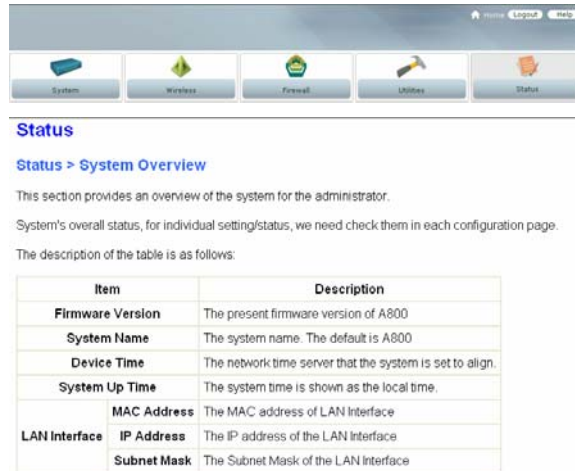 Home Logout Help
System Wireless Firewall Utilities Status
Status
Status > System Overview
This section provides an overview of the system for the administrator.
System's overall status, for individual setting/status, we need check them in each configuration page.
The description of the table is as follows:
Item Description
Firmware Version The present firmware version of A800
System Name The system name. The default is A800
Device Time The network time server that the system is set to align.
System Up Time The system time is shown as the local time.
LAN Interface MAC Address The MAC address of LAN Interface
IP Address The IP address of the LAN Interface
Subnet Mask The Subnet Mask of the LAN Interface